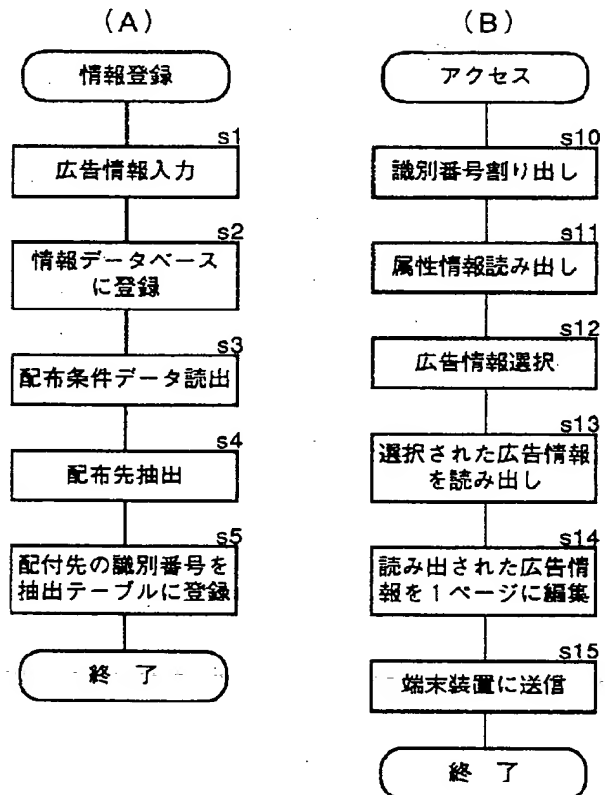 (A)
情報登録
s1
広告情報入力
s2
情報データベース
に登録
s3
配布条件データ読出
s4
配布先抽出
s5
配付先の識別番号を
抽出テーブルに登録
終 了
(B)
アクセス
s10
識別番号割り出し
s11
属性情報読み出し
s12
広告情報選択
s13
選択された広告情報
を読み出し
s14
読み出された広告情
報を1ページに編集
s15
端末装置に送信
終 了